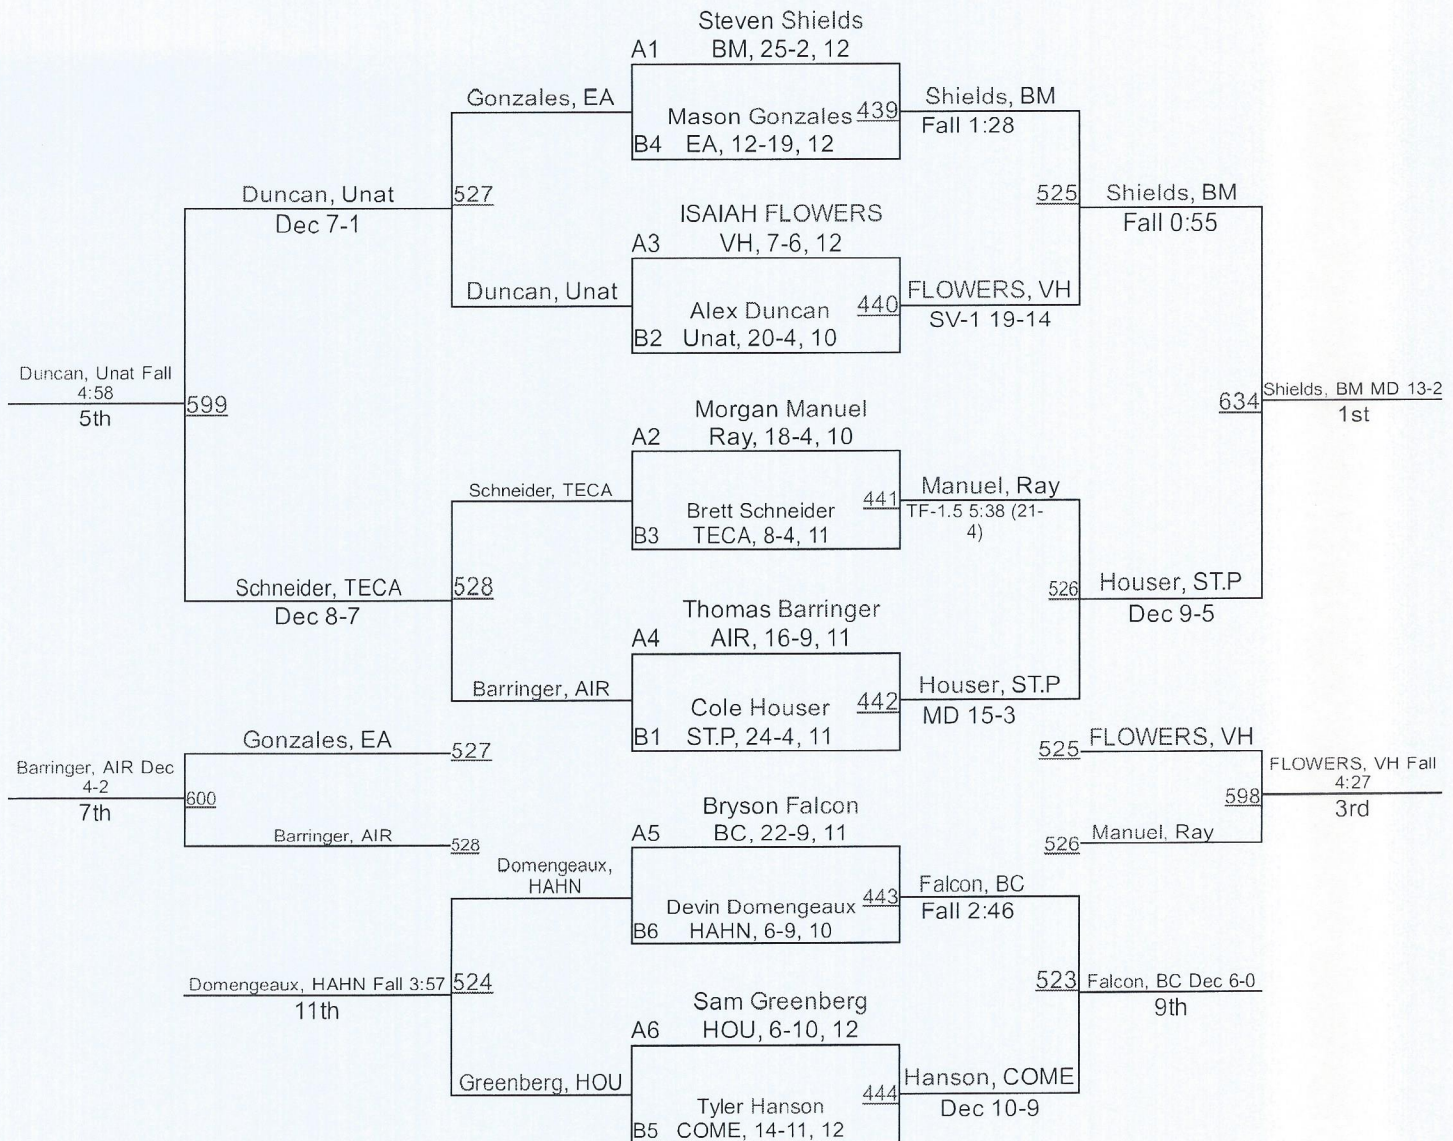 Steven Shields
A1 BM, 25-2, 12
Gonzales, EA
Mason Gonzales 439
B4 EA, 12-19, 12
Shields, BM
Fall 1:28
Duncan, Unat
Dec 7-1
527
ISAIAH FLOWERS
A3 VH, 7-6, 12
525
Shields, BM
Fall 0:55
Duncan, Unat
Alex Duncan 440
B2 Unat, 20-4, 10
FLOWERS, VH
SV-1 19-14
Duncan, Unat Fall
4:58
5th
599
Morgan Manuel
A2 Ray, 18-4, 10
634
Shields, BM MD 13-2
1st
Schneider, TECA
Brett Schneider 441
B3 TECA, 8-4, 11
Manuel, Ray
TF-1.5 5:38 (21-
4)
Schneider, TECA
Dec 8-7
528
Thomas Barringer
A4 AIR, 16-9, 11
526
Houser, ST.P
Dec 9-5
Barringer, AIR
Cole Houser 442
B1 ST.P, 24-4, 11
Houser, ST.P
MD 15-3
Gonzales, EA
527
Barringer, AIR Dec
4-2
7th
600
Barringer, AIR
528
525
FLOWERS, VH
598
FLOWERS, VH Fall
4:27
3rd
526
Manuel, Ray
Bryson Falcon
A5 BC, 22-9, 11
Domengeaux,
HAHN
Devin Domengeaux 443
B6 HAHN, 6-9, 10
Falcon, BC
Fall 2:46
Domengeaux, HAHN Fall 3:57
11th
524
Sam Greenberg
A6 HOU, 6-10, 12
523
Falcon, BC Dec 6-0
9th
Greenberg, HOU
Tyler Hanson 444
B5 COME, 14-11, 12
Hanson, COME
Dec 10-9